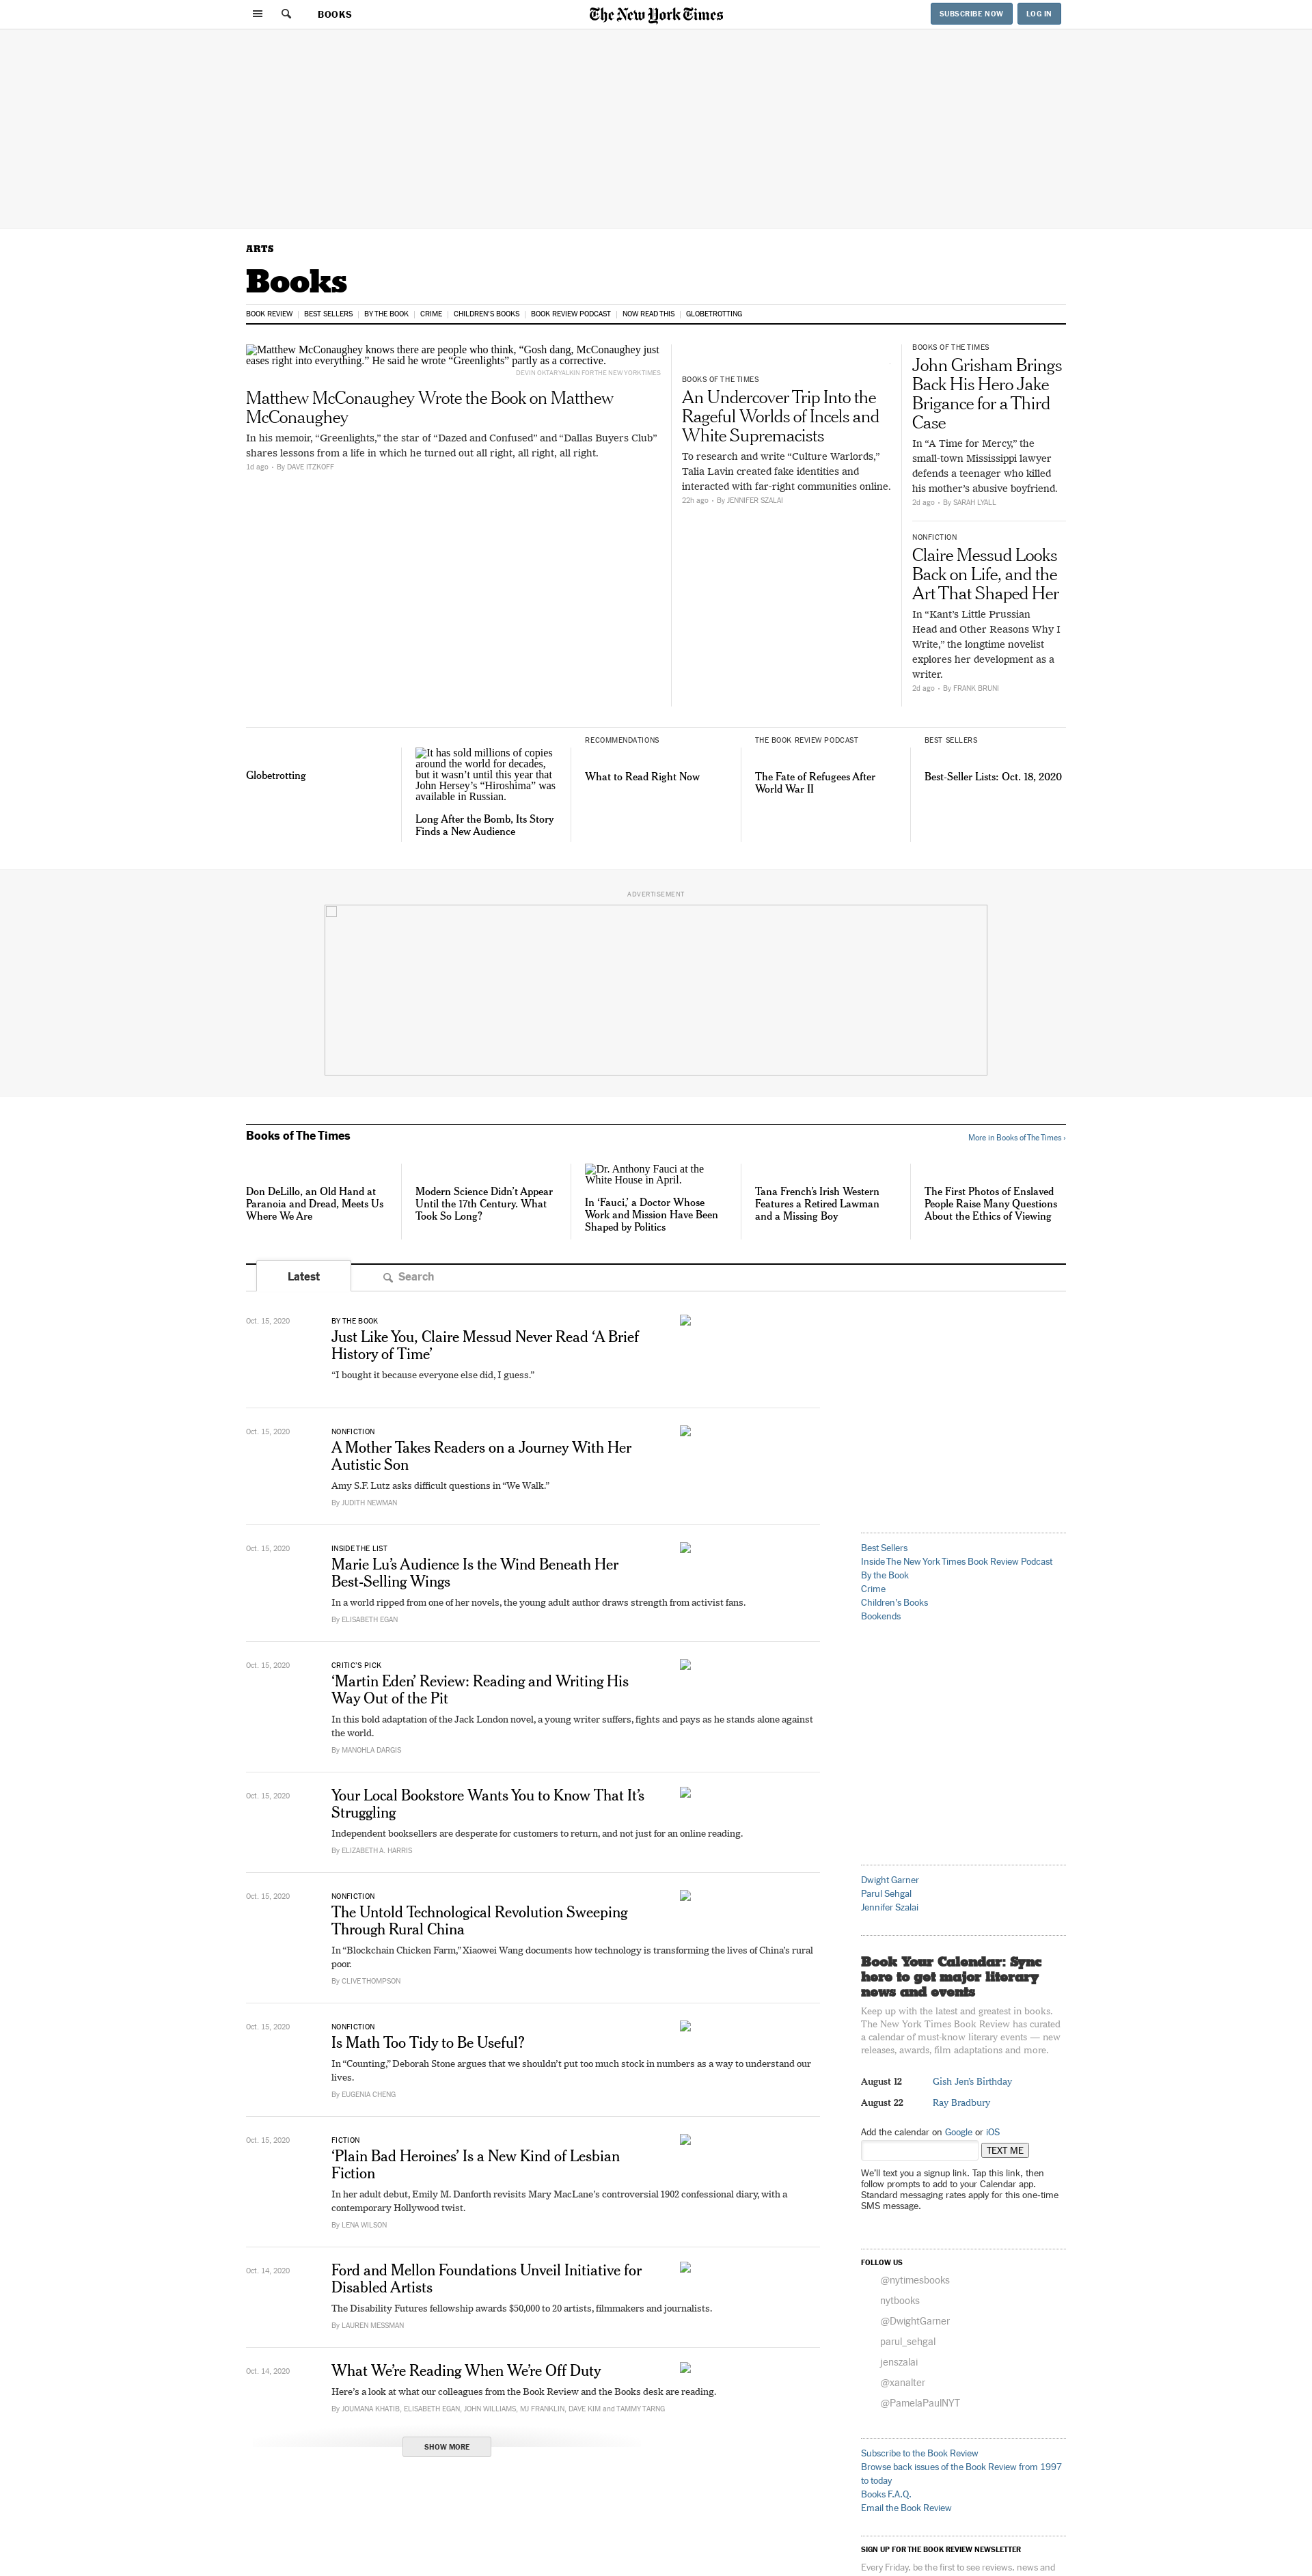 BOOKS
The New York Times
SUBSCRIBE NOW
LOG IN
ARTS
Books
BOOK REVIEW
BEST SELLERS
BY THE BOOK
CRIME
CHILDREN'S BOOKS
BOOK REVIEW PODCAST
NOW READ THIS
GLOBETROTTING
Matthew McConaughey knows there are people who think, “Gosh dang, McConaughey just
eases right into everything.” He said he wrote “Greenlights” partly as a corrective.
DEVIN OKTAR YALKIN FOR THE NEW YORK TIMES
Matthew McConaughey Wrote the Book on Matthew
McConaughey
In his memoir, “Greenlights,” the star of “Dazed and Confused” and “Dallas Buyers Club”
shares lessons from a life in which he turned out all right, all right, all right.
1d ago • By DAVE ITZKOFF
BOOKS OF THE TIMES
An Undercover Trip Into the
Rageful Worlds of Incels and
White Supremacists
To research and write “Culture Warlords,”
Talia Lavin created fake identities and
interacted with far-right communities online.
22h ago • By JENNIFER SZALAI
BOOKS OF THE TIMES
John Grisham Brings
Back His Hero Jake
Brigance for a Third
Case
In “A Time for Mercy,” the
small-town Mississippi lawyer
defends a teenager who killed
his mother’s abusive boyfriend.
2d ago • By SARAH LYALL
NONFICTION
Claire Messud Looks
Back on Life, and the
Art That Shaped Her
In “Kant’s Little Prussian
Head and Other Reasons Why I
Write,” the longtime novelist
explores her development as a
writer.
2d ago • By FRANK BRUNI
Globetrotting
It has sold millions of copies
around the world for decades,
but it wasn’t until this year that
John Hersey’s “Hiroshima” was
available in Russian.
Long After the Bomb, Its Story
Finds a New Audience
RECOMMENDATIONS
What to Read Right Now
THE BOOK REVIEW PODCAST
The Fate of Refugees After
World War II
BEST SELLERS
Best-Seller Lists: Oct. 18, 2020
ADVERTISEMENT
Books of The Times
More in Books of The Times ›
Don DeLillo, an Old Hand at
Paranoia and Dread, Meets Us
Where We Are
Modern Science Didn’t Appear
Until the 17th Century. What
Took So Long?
Dr. Anthony Fauci at the
White House in April.
In ‘Fauci,’ a Doctor Whose
Work and Mission Have Been
Shaped by Politics
Tana French’s Irish Western
Features a Retired Lawman
and a Missing Boy
The First Photos of Enslaved
People Raise Many Questions
About the Ethics of Viewing
Latest
Search
Oct. 15, 2020
BY THE BOOK
Just Like You, Claire Messud Never Read ‘A Brief
History of Time’
“I bought it because everyone else did, I guess.”
Oct. 15, 2020
NONFICTION
A Mother Takes Readers on a Journey With Her
Autistic Son
Amy S.F. Lutz asks difficult questions in “We Walk.”
By JUDITH NEWMAN
Oct. 15, 2020
INSIDE THE LIST
Marie Lu’s Audience Is the Wind Beneath Her
Best-Selling Wings
In a world ripped from one of her novels, the young adult author draws strength from activist fans.
By ELISABETH EGAN
Oct. 15, 2020
CRITIC’S PICK
‘Martin Eden’ Review: Reading and Writing His
Way Out of the Pit
In this bold adaptation of the Jack London novel, a young writer suffers, fights and pays as he stands alone against
the world.
By MANOHLA DARGIS
Oct. 15, 2020
Your Local Bookstore Wants You to Know That It’s
Struggling
Independent booksellers are desperate for customers to return, and not just for an online reading.
By ELIZABETH A. HARRIS
Oct. 15, 2020
NONFICTION
The Untold Technological Revolution Sweeping
Through Rural China
In “Blockchain Chicken Farm,” Xiaowei Wang documents how technology is transforming the lives of China’s rural
poor.
By CLIVE THOMPSON
Oct. 15, 2020
NONFICTION
Is Math Too Tidy to Be Useful?
In “Counting,” Deborah Stone argues that we shouldn’t put too much stock in numbers as a way to understand our
lives.
By EUGENIA CHENG
Oct. 15, 2020
FICTION
‘Plain Bad Heroines’ Is a New Kind of Lesbian
Fiction
In her adult debut, Emily M. Danforth revisits Mary MacLane’s controversial 1902 confessional diary, with a
contemporary Hollywood twist.
By LENA WILSON
Oct. 14, 2020
Ford and Mellon Foundations Unveil Initiative for
Disabled Artists
The Disability Futures fellowship awards $50,000 to 20 artists, filmmakers and journalists.
By LAUREN MESSMAN
Oct. 14, 2020
What We’re Reading When We’re Off Duty
Here’s a look at what our colleagues from the Book Review and the Books desk are reading.
By JOUMANA KHATIB, ELISABETH EGAN, JOHN WILLIAMS, MJ FRANKLIN, DAVE KIM and TAMMY TARNG
SHOW MORE
Best Sellers
Inside The New York Times Book Review Podcast
By the Book
Crime
Children’s Books
Bookends
Dwight Garner
Parul Sehgal
Jennifer Szalai
Book Your Calendar: Sync
here to get major literary
news and events
Keep up with the latest and greatest in books.
The New York Times Book Review has curated
a calendar of must-know literary events — new
releases, awards, film adaptations and more.
August 12 Gish Jen's Birthday
August 22 Ray Bradbury
Add the calendar on Google or iOS
TEXT ME
We’ll text you a signup link. Tap this link, then
follow prompts to add to your Calendar app.
Standard messaging rates apply for this one-time
SMS message.
FOLLOW US
@nytimesbooks
nytbooks
@DwightGarner
parul_sehgal
jenszalai
@xanalter
@PamelaPaulNYT
Subscribe to the Book Review
Browse back issues of the Book Review from 1997
to today
Books F.A.Q.
Email the Book Review
SIGN UP FOR THE BOOK REVIEW NEWSLETTER
Every Friday, be the first to see reviews, news and